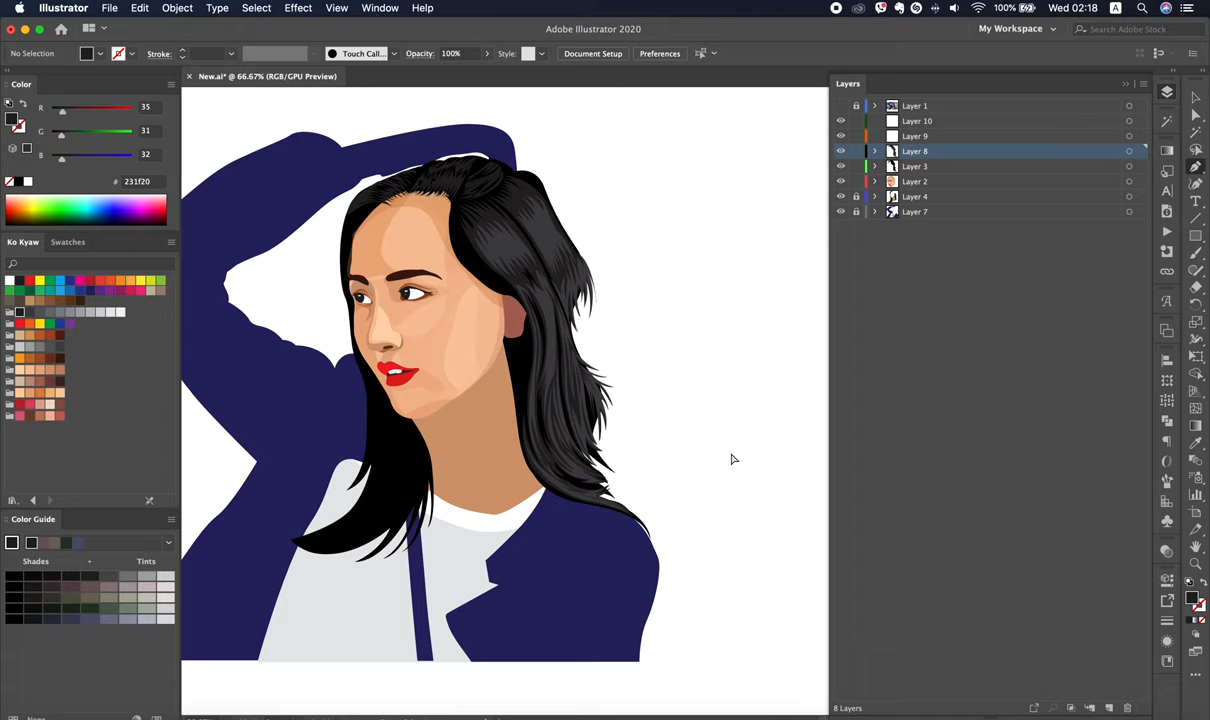 Illustrator File Edit Object Type Select Effect View Window Help 100% Wed 02:18 A
Adobe Illustrator 2020 My Workspace Search Adobe Stock
No Selection Stroke: Touch Call... Opacity: 100% Style: Document Setup Preferences
Color
× New.ai* @ 66.67% (RGB/GPU Preview)
Layers
R 35
G 31
B 32
# 231f20
Ko Kyaw Swatches
Color Guide
Shades Tints
None
Layer 1
Layer 10
Layer 9
Layer 8
Layer 3
Layer 2
Layer 4
Layer 7
8 Layers